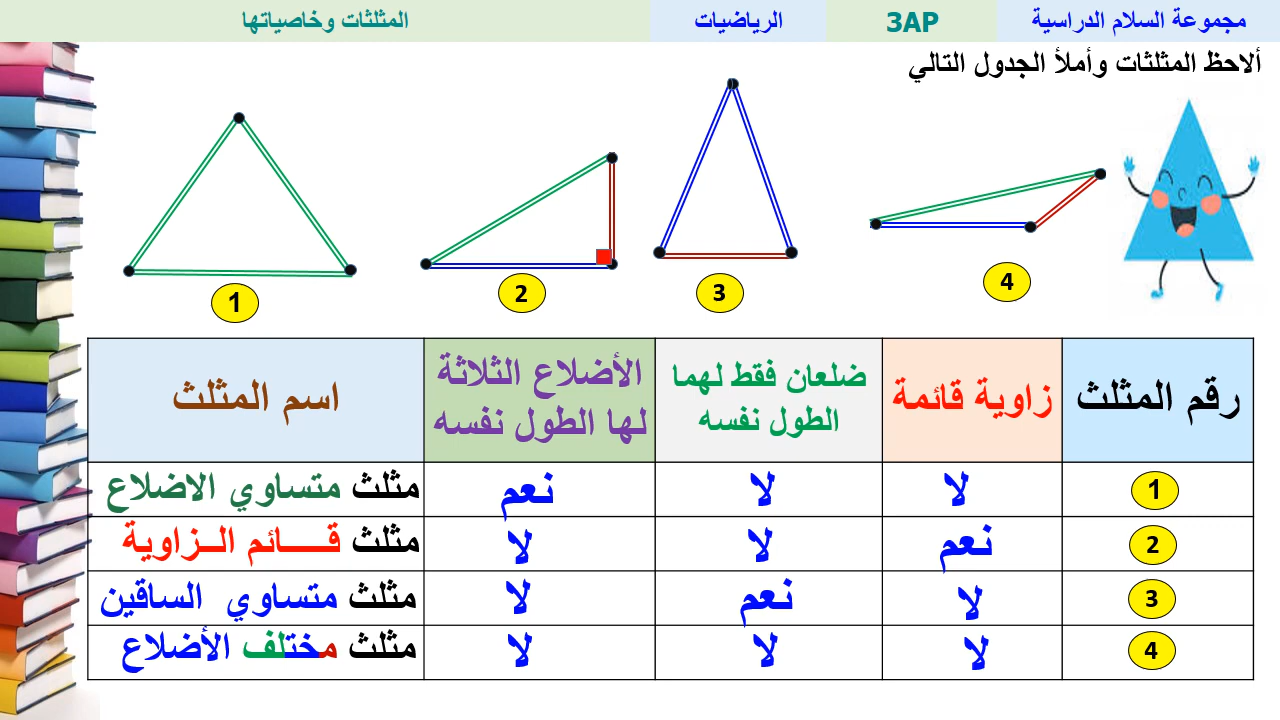 مجموعة السلام الدراسية
3AP
الرياضيات
المثلثات وخاصياتها
ألاحظ المثلثات وأملأ الجدول التالي
1
2
3
4
رقم المثلث
زاوية قائمة
ضلعان فقط لهما
الطول نفسه
الأضلاع الثلاثة
لها الطول نفسه
اسم المثلث
1 لا لا نعم مثلث متساوي الاضلاع
2 نعم لا لا مثلث قـــــائم الــزاوية
3 لا نعم لا مثلث متساوي الساقين
4 لا لا لا مثلث مختلف الأضلاع